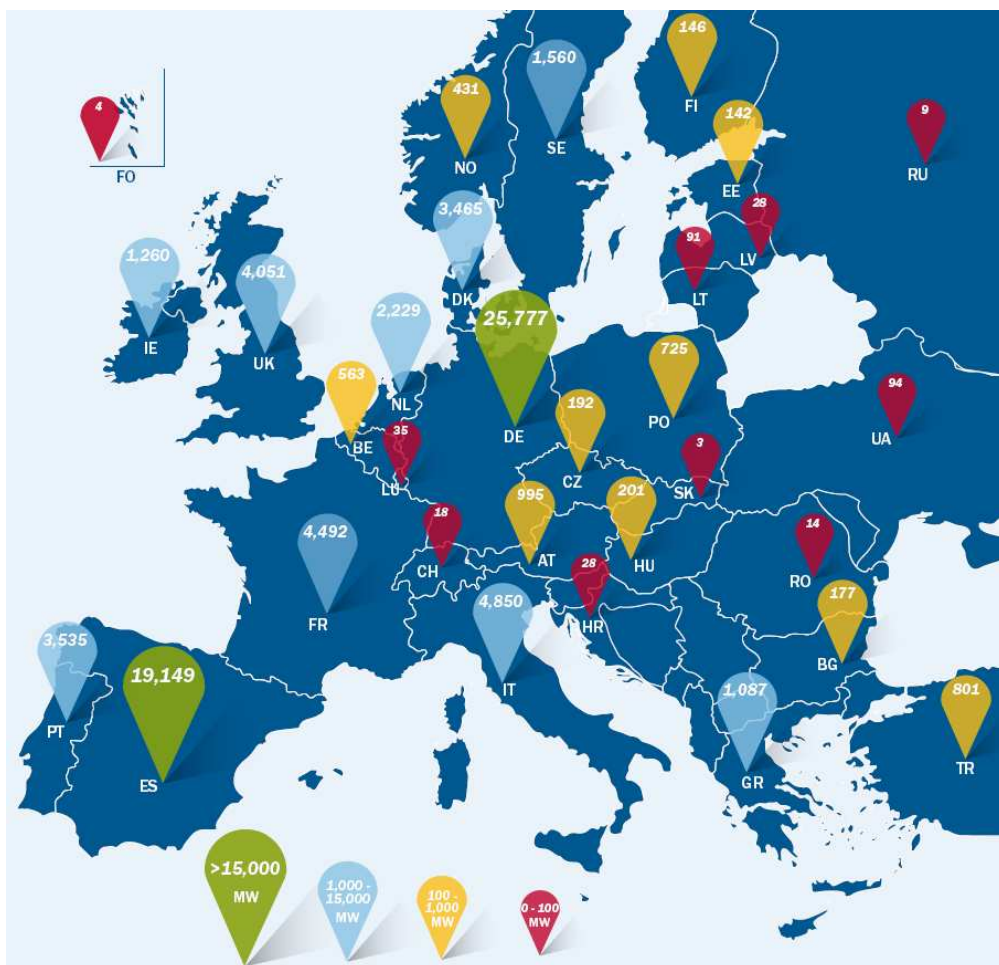 146
FI
1,560
SE
431
NO
4
FO
142
EE
9
RU
28
LV
91
LT
3,465
DK
1,260
IE
4,051
UK
2,229
NL
25,777
DE
725
PO
563
BE
35
LU
192
CZ
94
UA
3
SK
995
AT
201
HU
18
CH
14
RO
4,492
FR
28
HR
4,850
IT
177
BG
3,535
PT
19,149
ES
1,087
GR
801
TR
>15,000
MW
1,000 -
15,000
MW
100 -
1,000
MW
0 - 100
MW